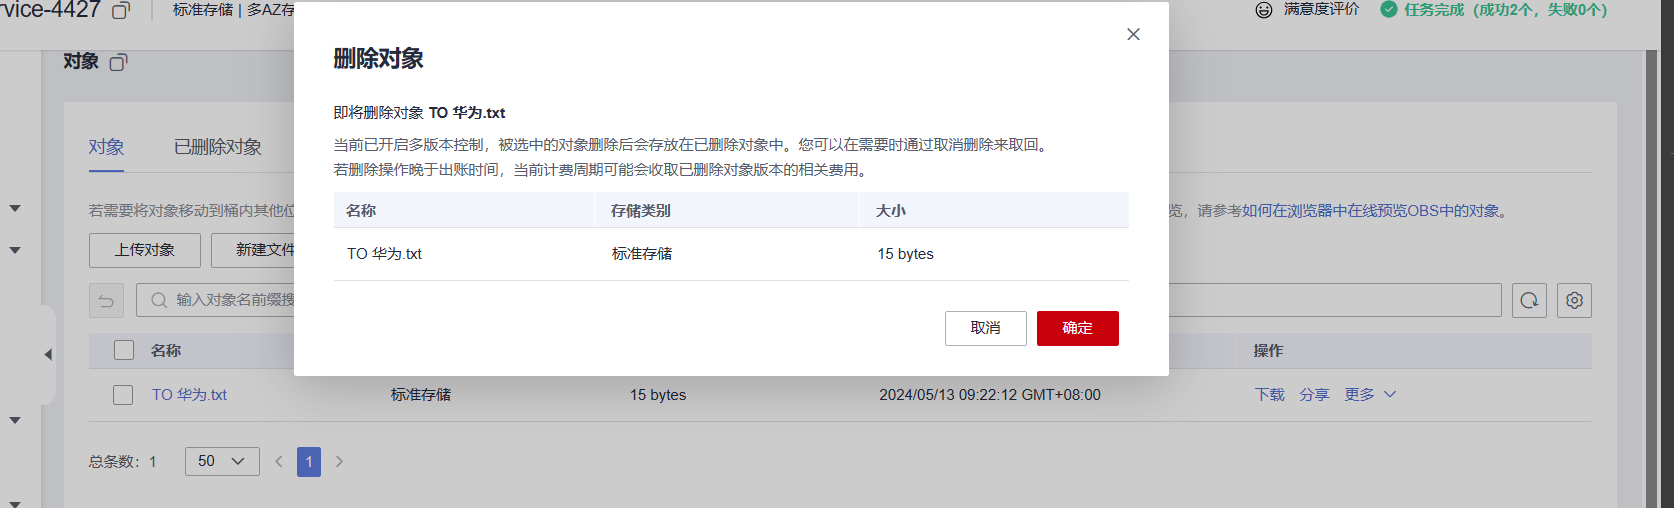 rvice-4427 标准存储 | 多AZ存 满意度评价 任务完成（成功2个，失败0个）
对象
删除对象
即将删除对象 TO 华为.txt
当前已开启多版本控制，被选中的对象删除后会存放在已删除对象中。您可以在需要时通过取消删除来取回。
若删除操作晚于出账时间，当前计费周期可能会收取已删除对象版本的相关费用。
名称 存储类别 大小
TO 华为.txt 标准存储 15 bytes
取消 确定
对象 已删除对象
若需要将对象移动到桶内其他位 览，请参考如何在浏览器中在线预览OBS中的对象。
上传对象 新建文件
输入对象名前缀搜
名称 操作
TO 华为.txt 标准存储 15 bytes 2024/05/13 09:22:12 GMT+08:00 下载 分享 更多
总条数：1 50 1